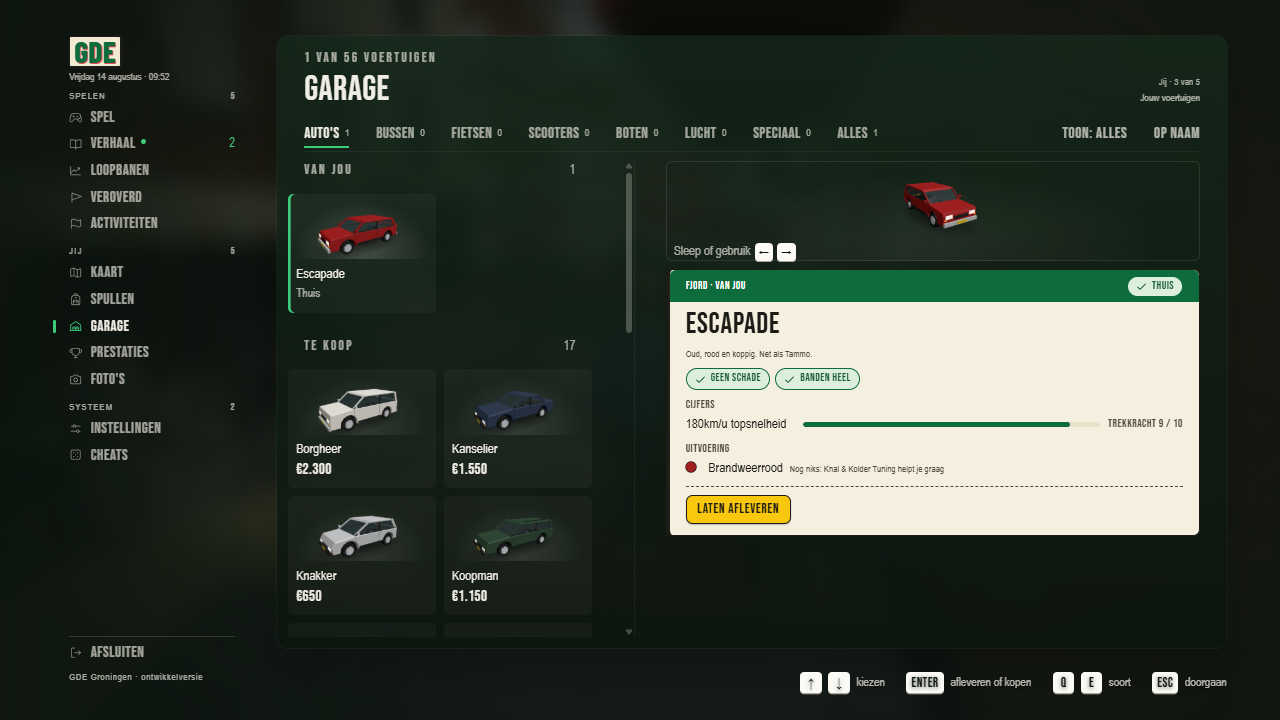 GDE
Vrijdag 14 augustus · 09:52
SPELEN 5
SPEL
VERHAAL 2
LOOPBANEN
VEROVERD
ACTIVITEITEN
JIJ 5
KAART
SPULLEN
GARAGE
PRESTATIES
FOTO'S
SYSTEEM 2
INSTELLINGEN
CHEATS
AFSLUITEN
GDE Groningen · ontwikkelversie
1 VAN 56 VOERTUIGEN
GARAGE
Jij · 3 van 5
Jouw voertuigen
AUTO'S 1 BUSSEN 0 FIETSEN 0 SCOOTERS 0 BOTEN 0 LUCHT 0 SPECIAAL 0 ALLES 1 TOON: ALLES OP NAAM
VAN JOU 1
Escapade
Thuis
TE KOOP 17
Borgheer
€2.300
Kanselier
€1.550
Knakker
€650
Koopman
€1.150
Sleep of gebruik ← →
FJORD · VAN JOU THUIS
ESCAPADE
Oud, rood en koppig. Net als Tammo.
GEEN SCHADE BANDEN HEEL
CIJFERS
180km/u topsnelheid TREKKRACHT 9 / 10
UITVOERING
Brandweerrood Nog niks: Knal & Kolder Tuning helpt je graag
LATEN AFLEVEREN
↑ ↓ kiezen ENTER afleveren of kopen Q E soort ESC doorgaan